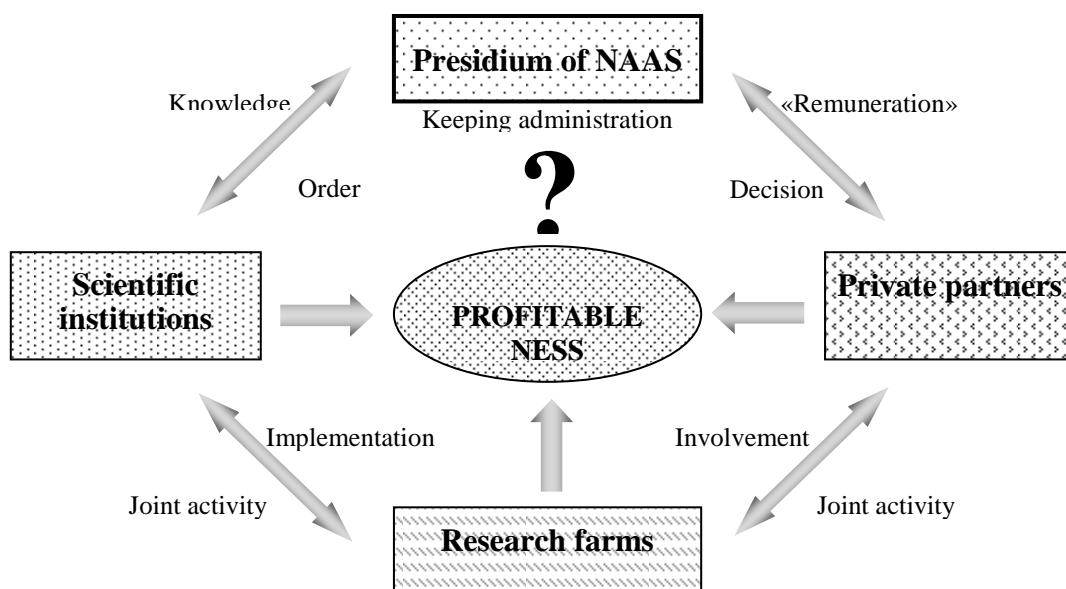 Presidium of NAAS
Knowledge
Keeping administration
«Remuneration»
?
Order
Decision
Scientific
institutions
PROFITABLE
NESS
Private partners
Implementation
Involvement
Joint activity
Joint activity
Research farms